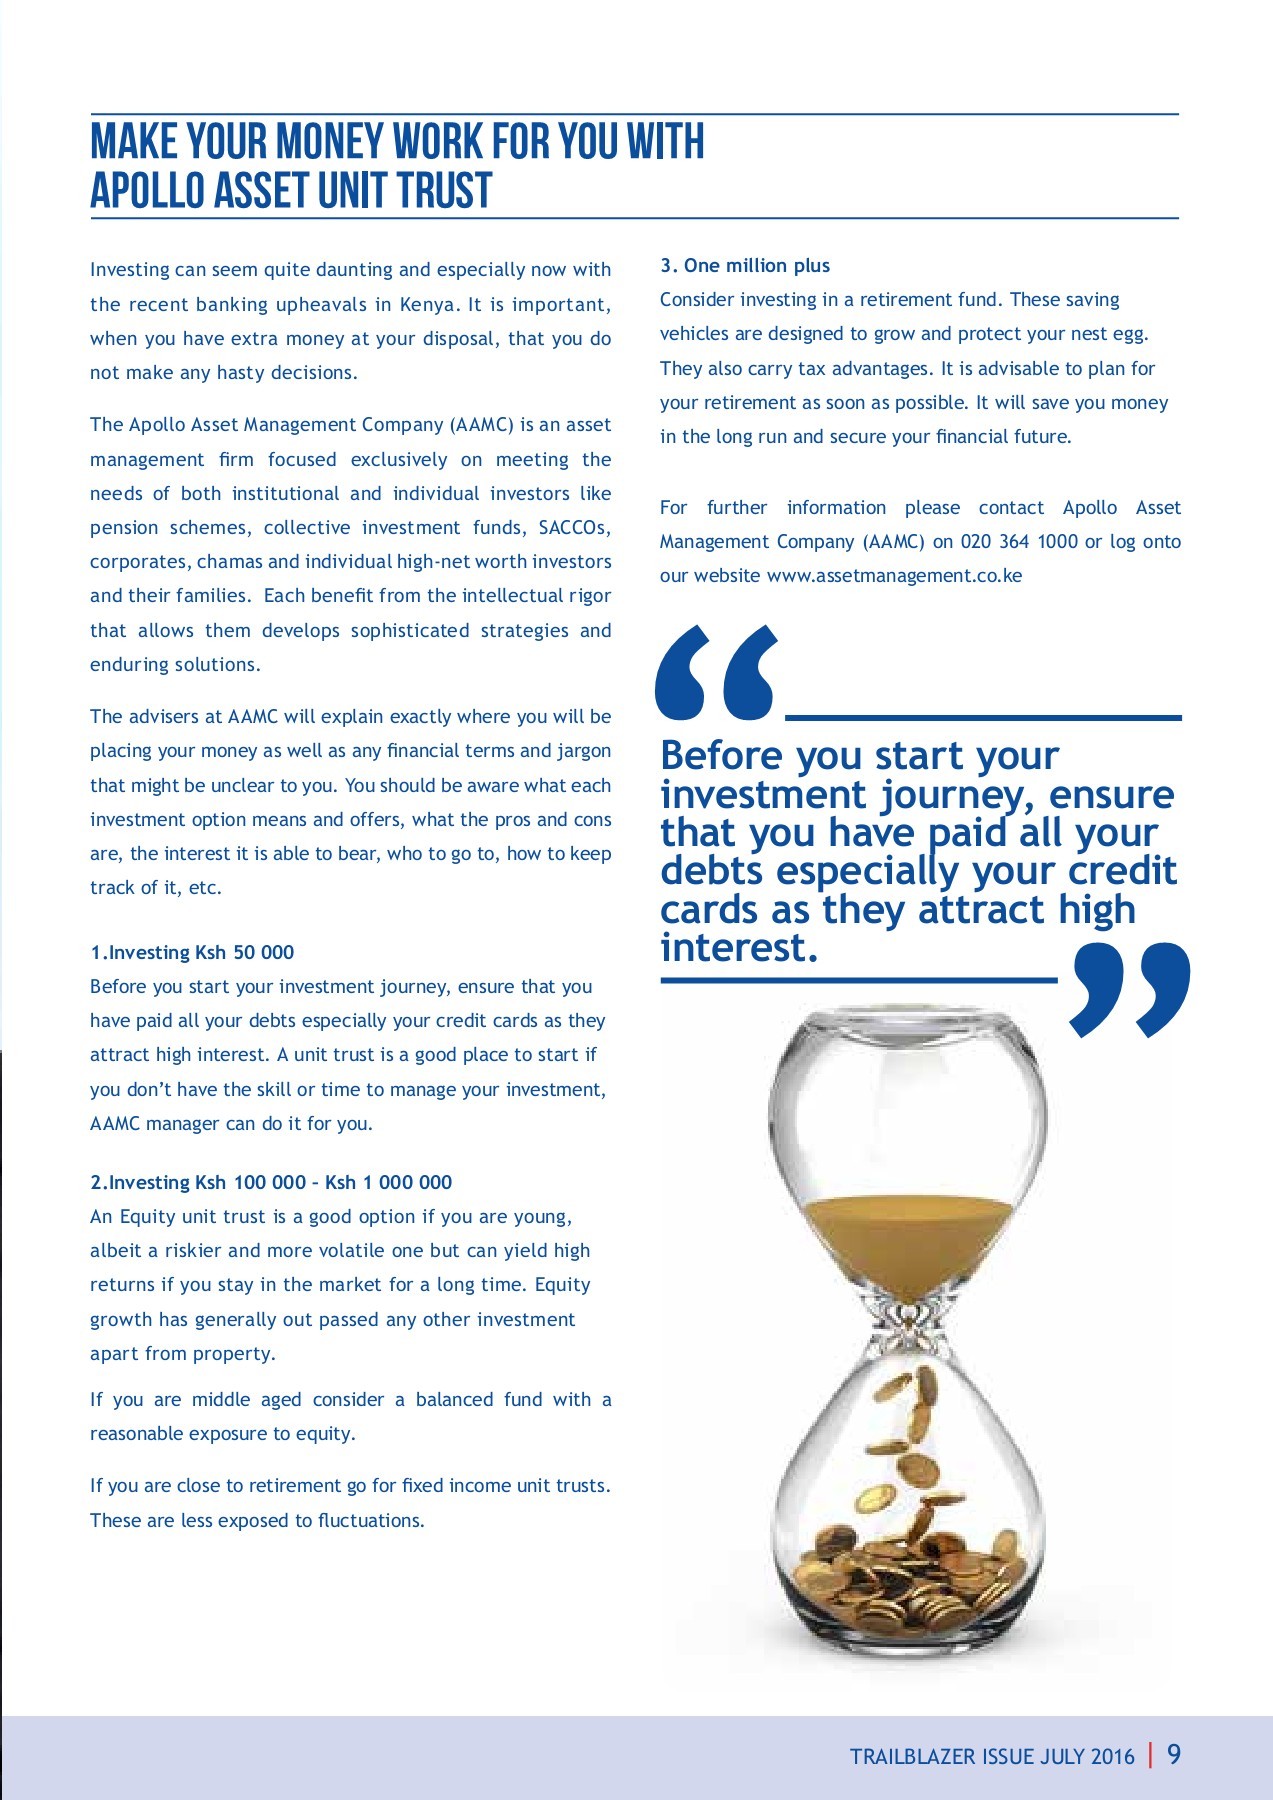 MAKE YOUR MONEY WORK FOR YOU WITH
APOLLO ASSET UNIT TRUST
Investing can seem quite daunting and especially now with
the recent banking upheavals in Kenya. It is important,
when you have extra money at your disposal, that you do
not make any hasty decisions.
The Apollo Asset Management Company (AAMC) is an asset
management firm focused exclusively on meeting the
needs of both institutional and individual investors like
pension schemes, collective investment funds, SACCOs,
corporates, chamas and individual high-net worth investors
and their families. Each benefit from the intellectual rigor
that allows them develops sophisticated strategies and
enduring solutions.
The advisers at AAMC will explain exactly where you will be
placing your money as well as any financial terms and jargon
that might be unclear to you. You should be aware what each
investment option means and offers, what the pros and cons
are, the interest it is able to bear, who to go to, how to keep
track of it, etc.
1.Investing Ksh 50 000
Before you start your investment journey, ensure that you
have paid all your debts especially your credit cards as they
attract high interest. A unit trust is a good place to start if
you don’t have the skill or time to manage your investment,
AAMC manager can do it for you.
2.Investing Ksh 100 000 – Ksh 1 000 000
An Equity unit trust is a good option if you are young,
albeit a riskier and more volatile one but can yield high
returns if you stay in the market for a long time. Equity
growth has generally out passed any other investment
apart from property.
If you are middle aged consider a balanced fund with a
reasonable exposure to equity.
If you are close to retirement go for fixed income unit trusts.
These are less exposed to fluctuations.
3. One million plus
Consider investing in a retirement fund. These saving
vehicles are designed to grow and protect your nest egg.
They also carry tax advantages. It is advisable to plan for
your retirement as soon as possible. It will save you money
in the long run and secure your financial future.
For further information please contact Apollo Asset
Management Company (AAMC) on 020 364 1000 or log onto
our website www.assetmanagement.co.ke
“
Before you start your
investment journey, ensure
that you have paid all your
debts especially your credit
cards as they attract high
interest.
”
TRAILBLAZER ISSUE JULY 2016 | 9